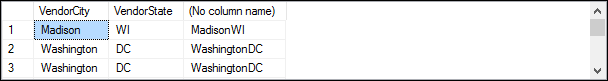 VendorCity VendorState (No column name)
1 Madison WI MadisonWI
2 Washington DC WashingtonDC
3 Washington DC WashingtonDC